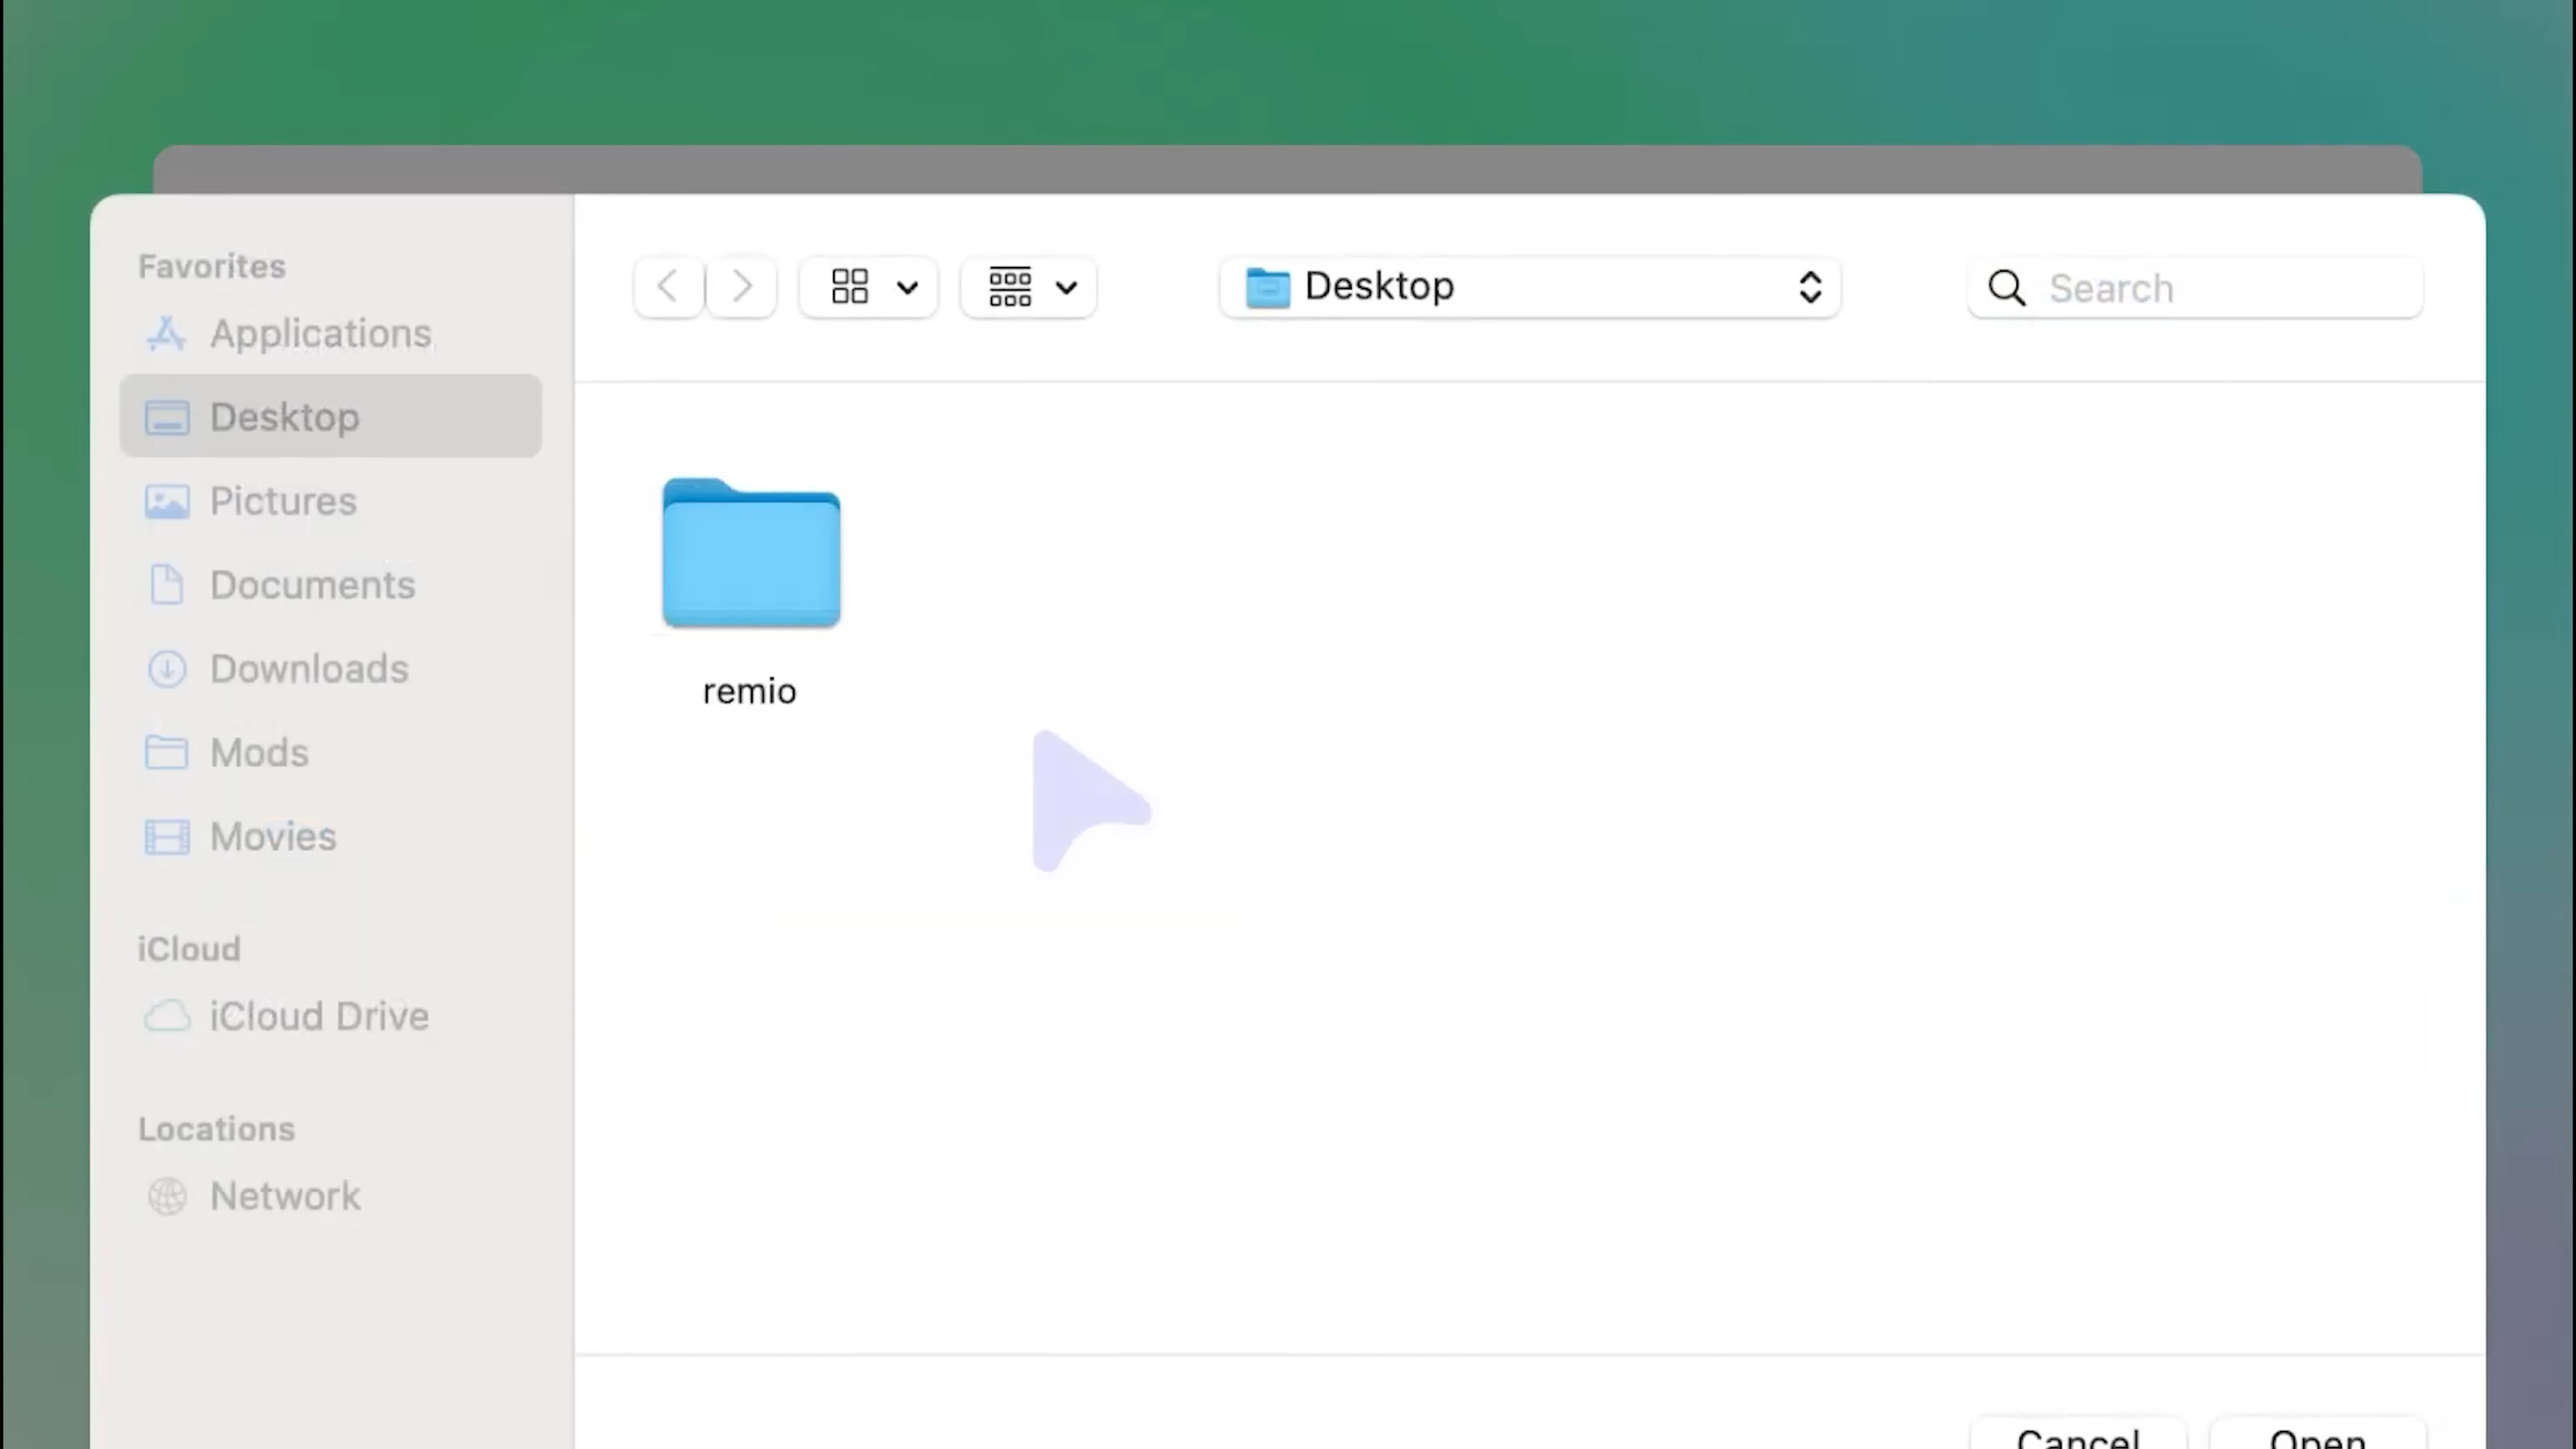 Favorites
Applications
Desktop
Pictures
Documents
Downloads
Mods
Movies
iCloud
iCloud Drive
Locations
Network
Desktop
Search
remio
Cancel
Open